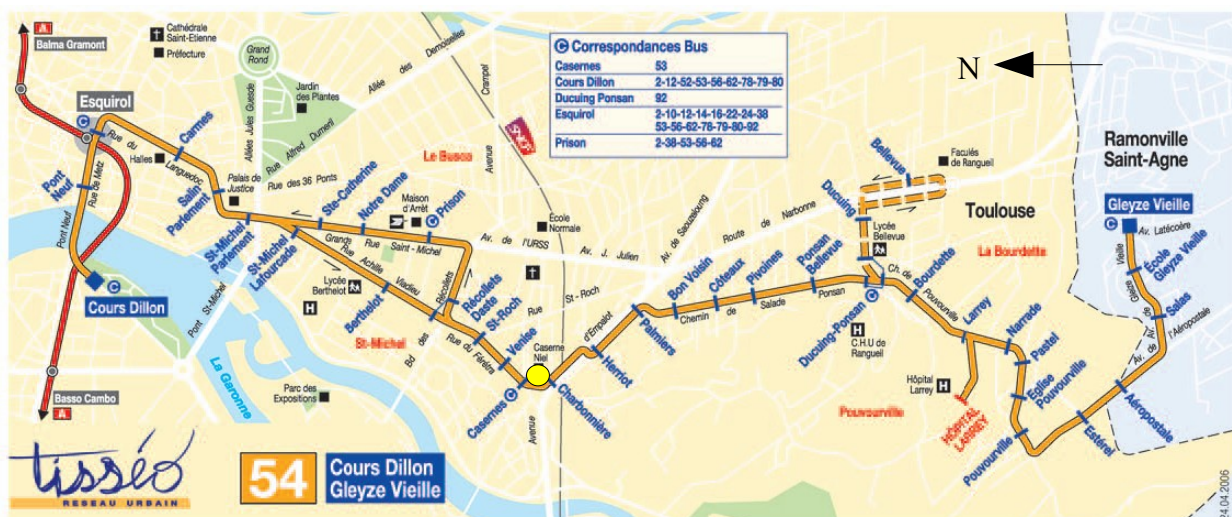 A
Balma Gramont
Cathédrale
Saint-Etienne
Préfecture
Grand
Rond
Allée des Demoiselles
Jardin
des Plantes
Allées Jules Guesde
Rue Alfred Dumeril
Esquirol
C
Rue du
Languedoc
Halles
Carmes
Rue de Metz
Pont
Neuf
Pont Neuf
Palais de
Justice
Salin
Parlement
Rue des 36 Ponts
Le Busca
Avenue Crampel
SNCF
C Correspondances Bus
Casernes 53
Cours Dillon 2-12-52-53-56-62-78-79-80
Ducuing Ponsan 92
Esquirol 2-10-12-14-16-22-24-38
53-56-62-78-79-80-92
Prison 2-38-53-56-62
N
Ramonville
Saint-Agne
Gleyze Vieille
C
Av. Latécoère
École
Gleyze Vieille
Vieille
Salas
Av. de l'Aéropostale
Aéropostale
Estérel
Bellevue
Faculés
de Rangueil
Toulouse
Ducuing
Lycée
Bellevue
La Bourdette
St-Michel
Parlement
St-Michel
Latourcade
Ste-Catherine
Notre Dame
Maison
d'Arrêt
Prison
C
Grande Rue Saint-Michel
École
Normale
Av. de l'URSS
Av. J. Julien
Av. de Sauzeloung
Route de Narbonne
Rue Achille Viadieu
Lycée
Berthelot
H
Berthelot
Bd des Récollets
Récollets
Daste
St-Roch
Rue St-Roch
Rue du Férétra
Venise
Caserne
Niel
Casernes C
Avenue
Charbonnière
d'Empalot
Herriot
Palmiers
Bon Voisin
Côteaux
Pivoines
Ponsan
Bellevue
Chemin de Salade Ponsan
Ducuing-Ponsan
C
H
C.H.U de
Rangueil
Ch. de Pouvourville
Bourdette
Larrey
Narrade
Pastel
Eglise
Pouvourville
Pouvourville
Hôpital
Larrey
H
HÔPITAL
LARREY
Pouvourville
Cours Dillon
C
Pont St-Michel
St-Michel
La Garonne
Parc des
Expositions
Basso Cambo
A
tisséo
RESEAU URBAIN
54
Cours Dillon
Gleyze Vieille
24.04.2006